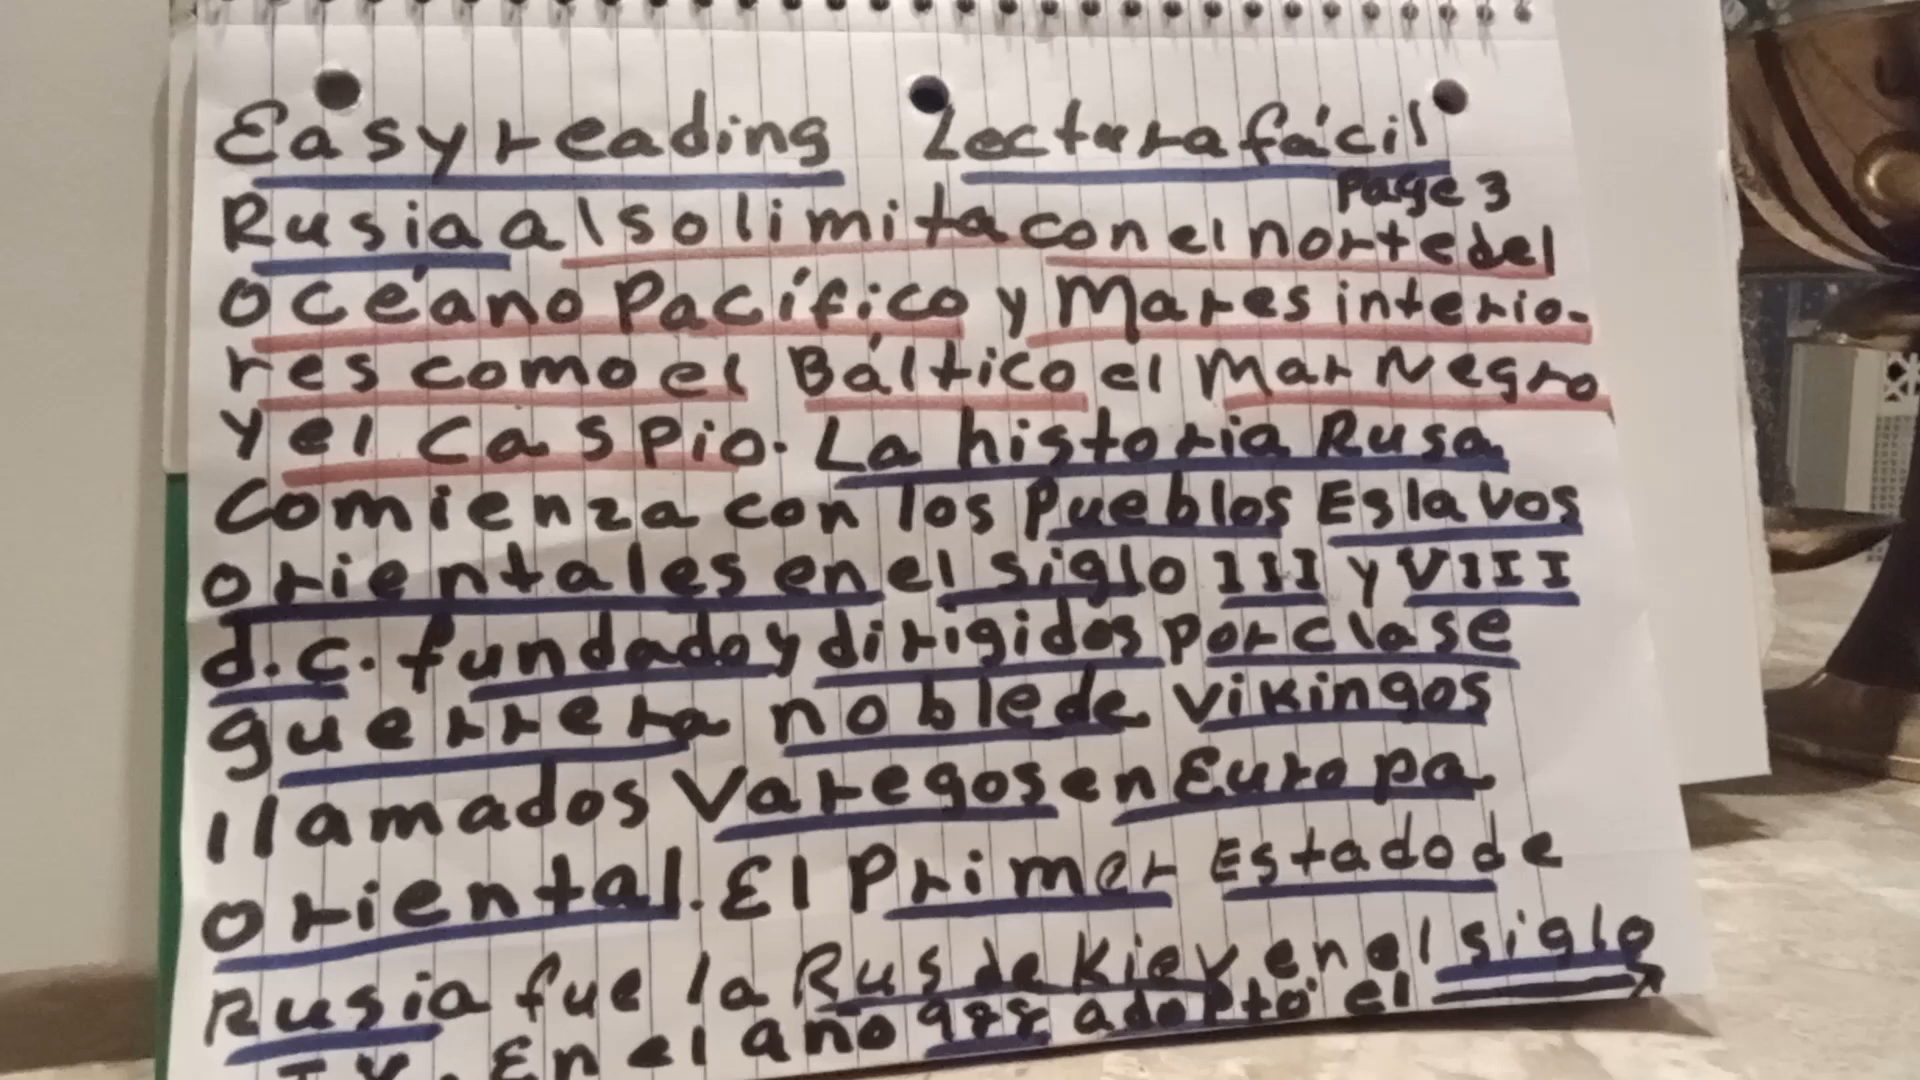 Easy reading Lectura fácil
Page 3
Rusia also limita con el norte del
océano Pacífico y Mares interio-
res como el Báltico el Mar Negro
y el Caspio. La historia Rusa
Comienza con los Pueblos Eslavos
orientales en el siglo III y VIII
d.c. fundado y dirigidos por clase
guerrera noble de vikingos
llamados Varegos en Europa
oriental. El Primer Estado de
Rusia fue la Rus de Kiev en el siglo
IX. En el año 988 adoptó el